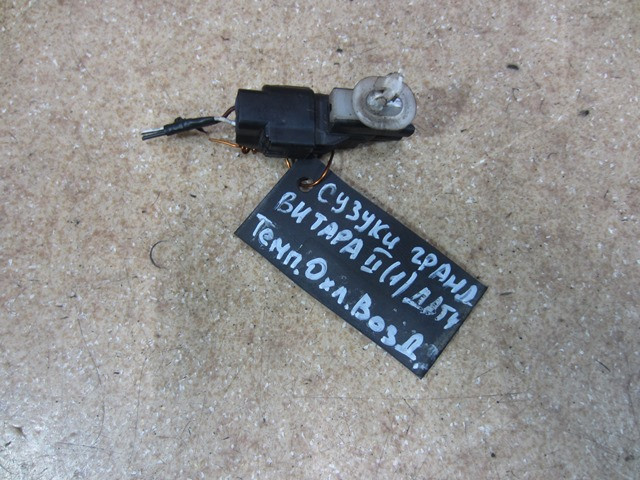 СУЗУКИ ГРАНД
ВИТАРА II (1) ДАТЧ
ТЕМП. ОХЛ. ВОЗД.